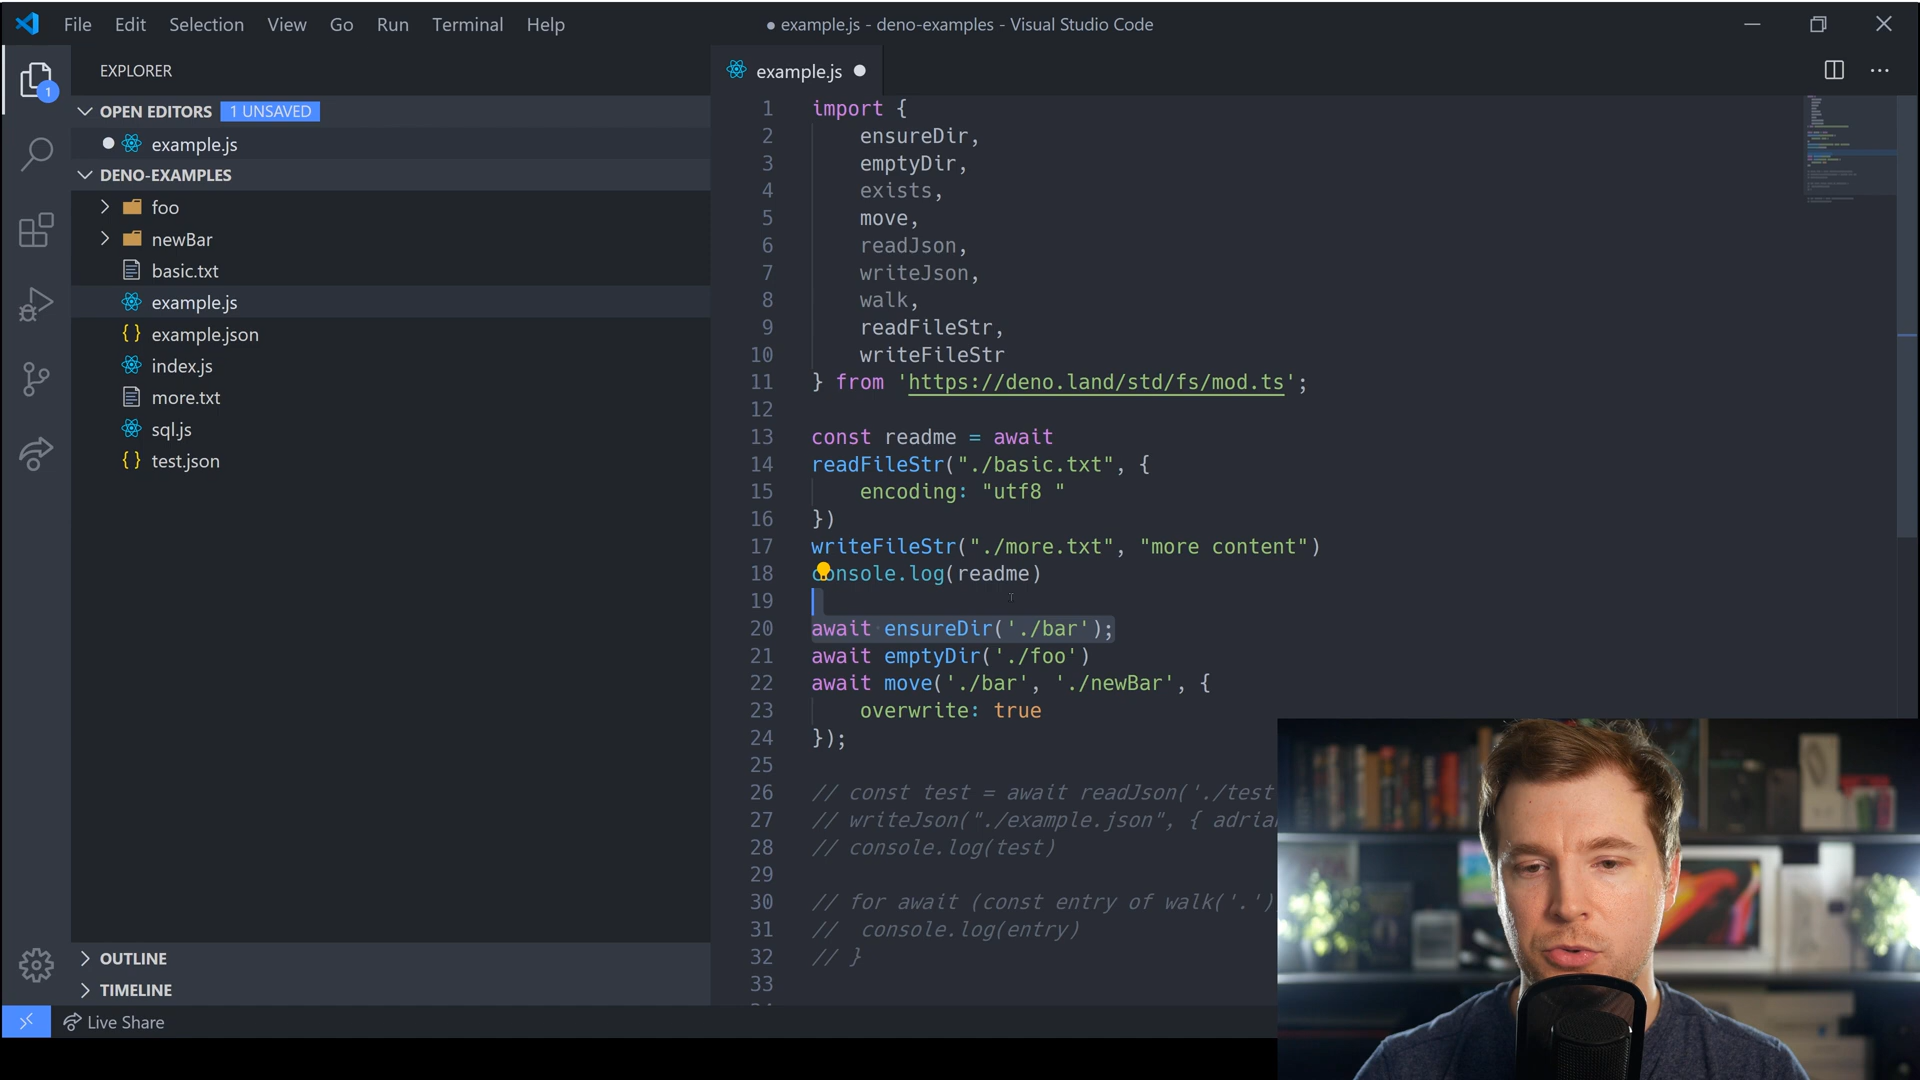 File Edit Selection View Go Run Terminal Help
● example.js - deno-examples - Visual Studio Code
EXPLORER
1
OPEN EDITORS 1 UNSAVED
example.js
DENO-EXAMPLES
foo
newBar
basic.txt
example.js
{} example.json
index.js
more.txt
sql.js
{} test.json
OUTLINE
TIMELINE
Live Share
example.js
1 import {
2 ensureDir,
3 emptyDir,
4 exists,
5 move,
6 readJson,
7 writeJson,
8 walk,
9 readFileStr,
10 writeFileStr
11 } from 'https://deno.land/std/fs/mod.ts';
12
13 const readme = await
14 readFileStr("./basic.txt", {
15 encoding: "utf8 "
16 })
17 writeFileStr("./more.txt", "more content")
18 console.log(readme)
19
20 await ensureDir('./bar');
21 await emptyDir('./foo')
22 await move('./bar', './newBar', {
23 overwrite: true
24 });
25
26 // const test = await readJson('./test
27 // writeJson("./example.json", { adria
28 // console.log(test)
29
30 // for await (const entry of walk('.')
31 // console.log(entry)
32 // }
33